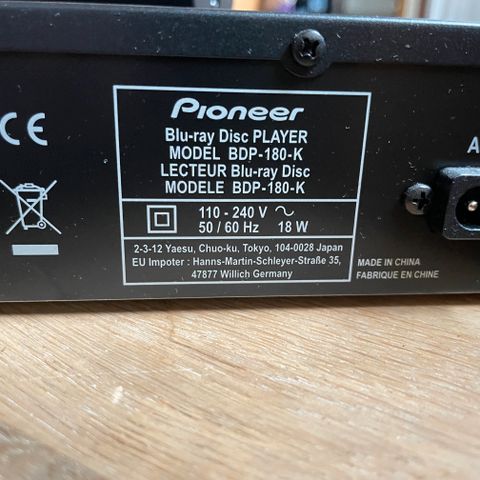 Pioneer
Blu-ray Disc PLAYER
MODEL BDP-180-K
LECTEUR Blu-ray Disc
MODELE BDP-180-K
110 - 240 V ~
50 / 60 Hz 18 W
2-3-12 Yaesu, Chuo-ku, Tokyo, 104-0028 Japan
EU Impoter : Hanns-Martin-Schleyer-Straße 35,
47877 Willich Germany
CE
A
MADE IN CHINA
FABRIQUE EN CHINE